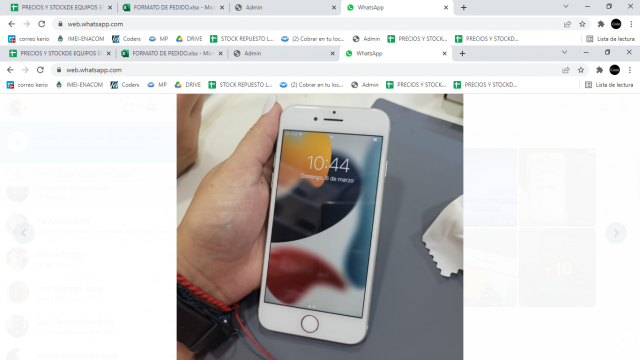 PRECIOS Y STOCKDE EQUIPOS E
FORMATO DE PEDIDO.xlsx - Mic
Admin
WhatsApp
web.whatsapp.com
correo keno
IMEI-ENACOM
Coders
MP
DRIVE
STOCK REPUESTO L...
(2) Cobrar en tu loc...
Admin
PRECIOS Y STOCK...
PRECIOS Y STOCKD...
Lista de lectura
PRECIOS Y STOCKDE EQUIPOS E
FORMATO DE PEDIDO.xlsx - Mic
Admin
WhatsApp
web.whatsapp.com
correo keno
IMEI-ENACOM
Coders
MP
DRIVE
STOCK REPUESTO L...
(2) Cobrar en tu loc...
Admin
PRECIOS Y STOCK...
PRECIOS Y STOCKD...
Lista de lectura
10:44
Domingo, 6 de marzo
+10